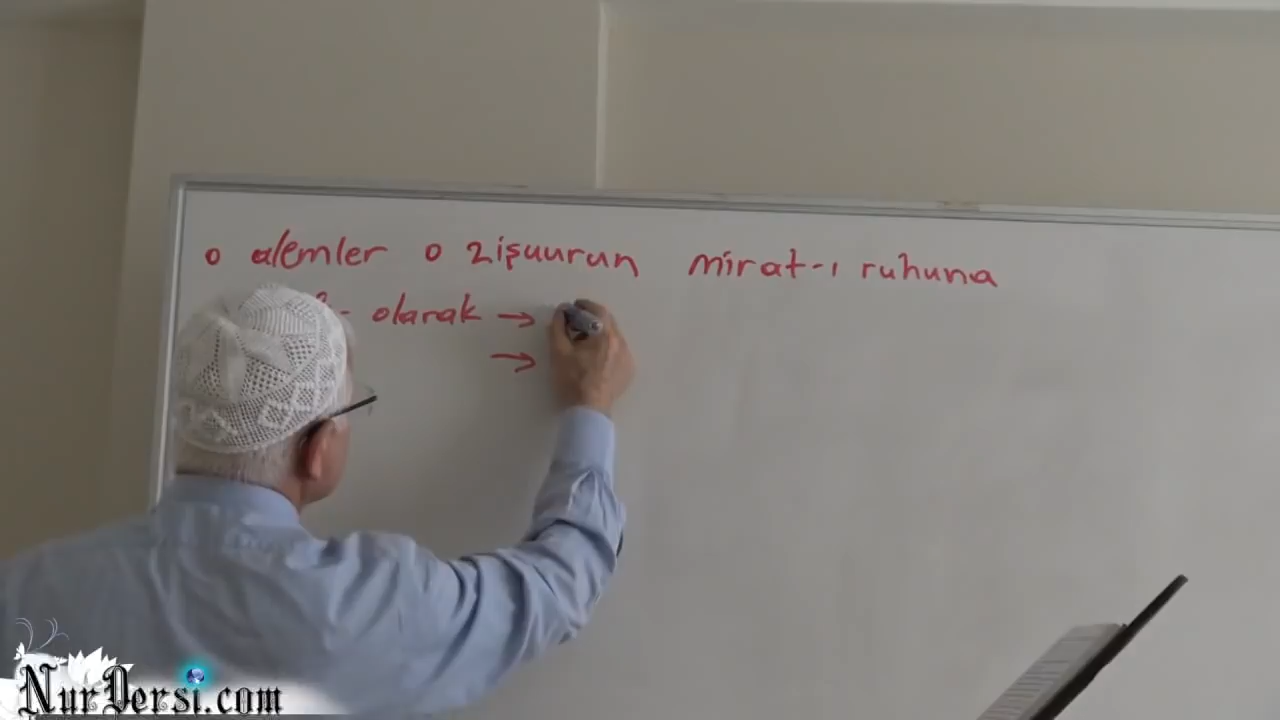 o alemler o zişuurun mirat-ı ruhuna
olarak →
→
NurDersi.com